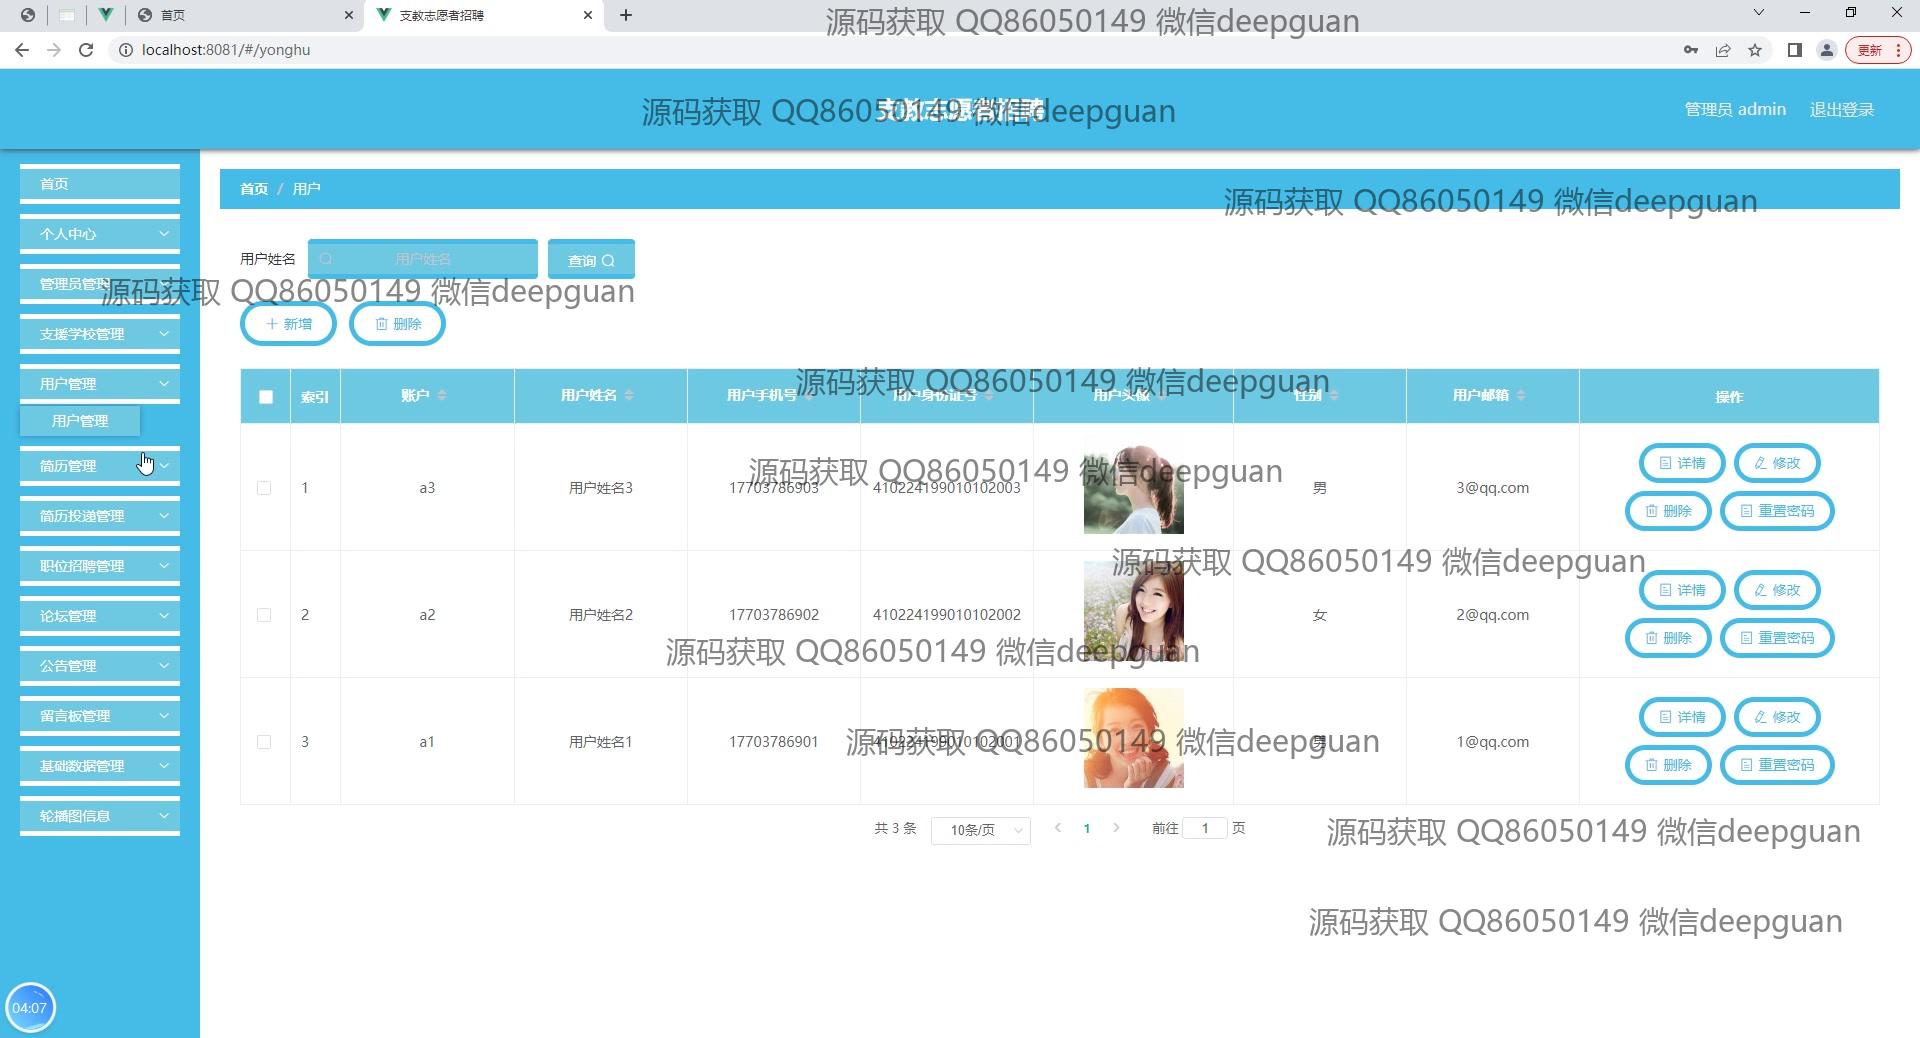 首页
支教志愿者招聘
源码获取 QQ86050149 微信deepguan
localhost:8081/#/yonghu
更新
支教志愿者招聘
源码获取 QQ86050149 微信deepguan
管理员 admin
退出登录
首页
个人中心
管理员管理
支援学校管理
用户管理
用户管理
简历管理
简历投递管理
职位招聘管理
论坛管理
公告管理
留言板管理
基础数据管理
轮播图信息
04:07
首页 / 用户
源码获取 QQ86050149 微信deepguan
用户姓名
用户姓名
查询
源码获取 QQ86050149 微信deepguan
新增
删除
源码获取 QQ86050149 微信deepguan
索引 账户 用户姓名 用户手机号 用户身份证号 用户头像 性别 用户邮箱 操作
源码获取 QQ86050149 微信deepguan
1 a3 用户姓名3 17703786903 410224199010102003 男 3@qq.com
详情 修改
删除 重置密码
源码获取 QQ86050149 微信deepguan
2 a2 用户姓名2 17703786902 410224199010102002 女 2@qq.com
详情 修改
删除 重置密码
源码获取 QQ86050149 微信deepguan
3 a1 用户姓名1 17703786901 410224199010102001 男 1@qq.com
详情 修改
删除 重置密码
源码获取 QQ86050149 微信deepguan
共 3 条 10条/页 1 前往 1 页
源码获取 QQ86050149 微信deepguan
源码获取 QQ86050149 微信deepguan